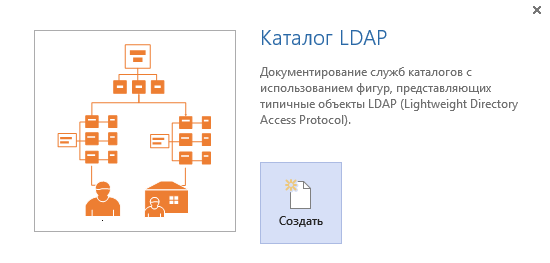 Каталог LDAP
Документирование служб каталогов с
использованием фигур, представляющих
типичные объекты LDAP (Lightweight Directory
Access Protocol).
Создать